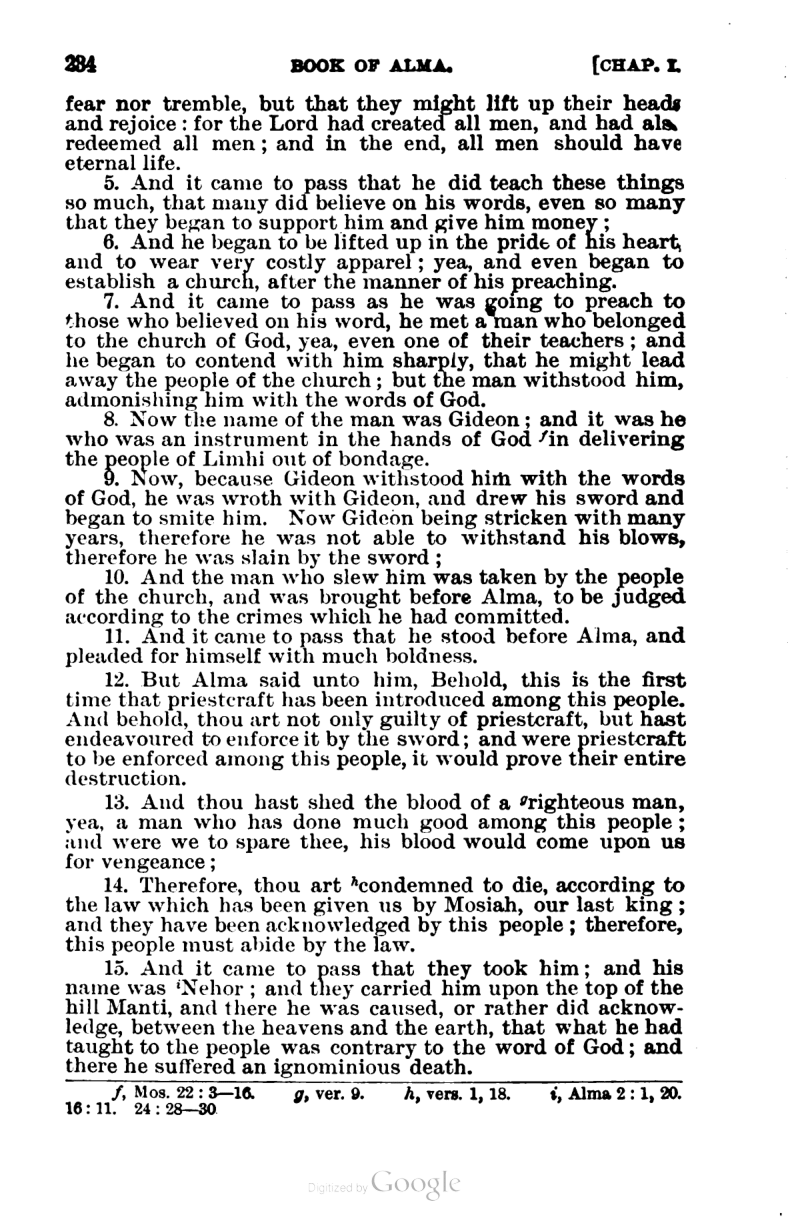 234 BOOK OF ALMA. [CHAP. I.
fear nor tremble, but that they might lift up their heads
and rejoice : for the Lord had created all men, and had also
redeemed all men ; and in the end, all men should have
eternal life.
5. And it came to pass that he did teach these things
so much, that many did believe on his words, even so many
that they began to support him and give him money ;
6. And he began to be lifted up in the pride of his heart,
and to wear very costly apparel ; yea, and even began to
establish a church, after the manner of his preaching.
7. And it came to pass as he was going to preach to
those who believed on his word, he met a man who belonged
to the church of God, yea, even one of their teachers ; and
he began to contend with him sharply, that he might lead
away the people of the church ; but the man withstood him,
admonishing him with the words of God.
8. Now the name of the man was Gideon ; and it was he
who was an instrument in the hands of God f in delivering
the people of Limhi out of bondage.
9. Now, because Gideon withstood him with the words
of God, he was wroth with Gideon, and drew his sword and
began to smite him. Now Gideon being stricken with many
years, therefore he was not able to withstand his blows,
therefore he was slain by the sword ;
10. And the man who slew him was taken by the people
of the church, and was brought before Alma, to be judged
according to the crimes which he had committed.
11. And it came to pass that he stood before Alma, and
pleaded for himself with much boldness.
12. But Alma said unto him, Behold, this is the first
time that priestcraft has been introduced among this people.
And behold, thou art not only guilty of priestcraft, but hast
endeavoured to enforce it by the sword ; and were priestcraft
to be enforced among this people, it would prove their entire
destruction.
13. And thou hast shed the blood of a g righteous man,
yea, a man who has done much good among this people ;
and were we to spare thee, his blood would come upon us
for vengeance ;
14. Therefore, thou art h condemned to die, according to
the law which has been given us by Mosiah, our last king ;
and they have been acknowledged by this people ; therefore,
this people must abide by the law.
15. And it came to pass that they took him ; and his
name was i Nehor ; and they carried him upon the top of the
hill Manti, and there he was caused, or rather did acknow-
ledge, between the heavens and the earth, that what he had
taught to the people was contrary to the word of God ; and
there he suffered an ignominious death.
f, Mos. 22 : 3—16. g, ver. 9. h, vers. 1, 18. i, Alma 2 : 1, 20.
16 : 11. 24 : 28—30
Digitized by Google